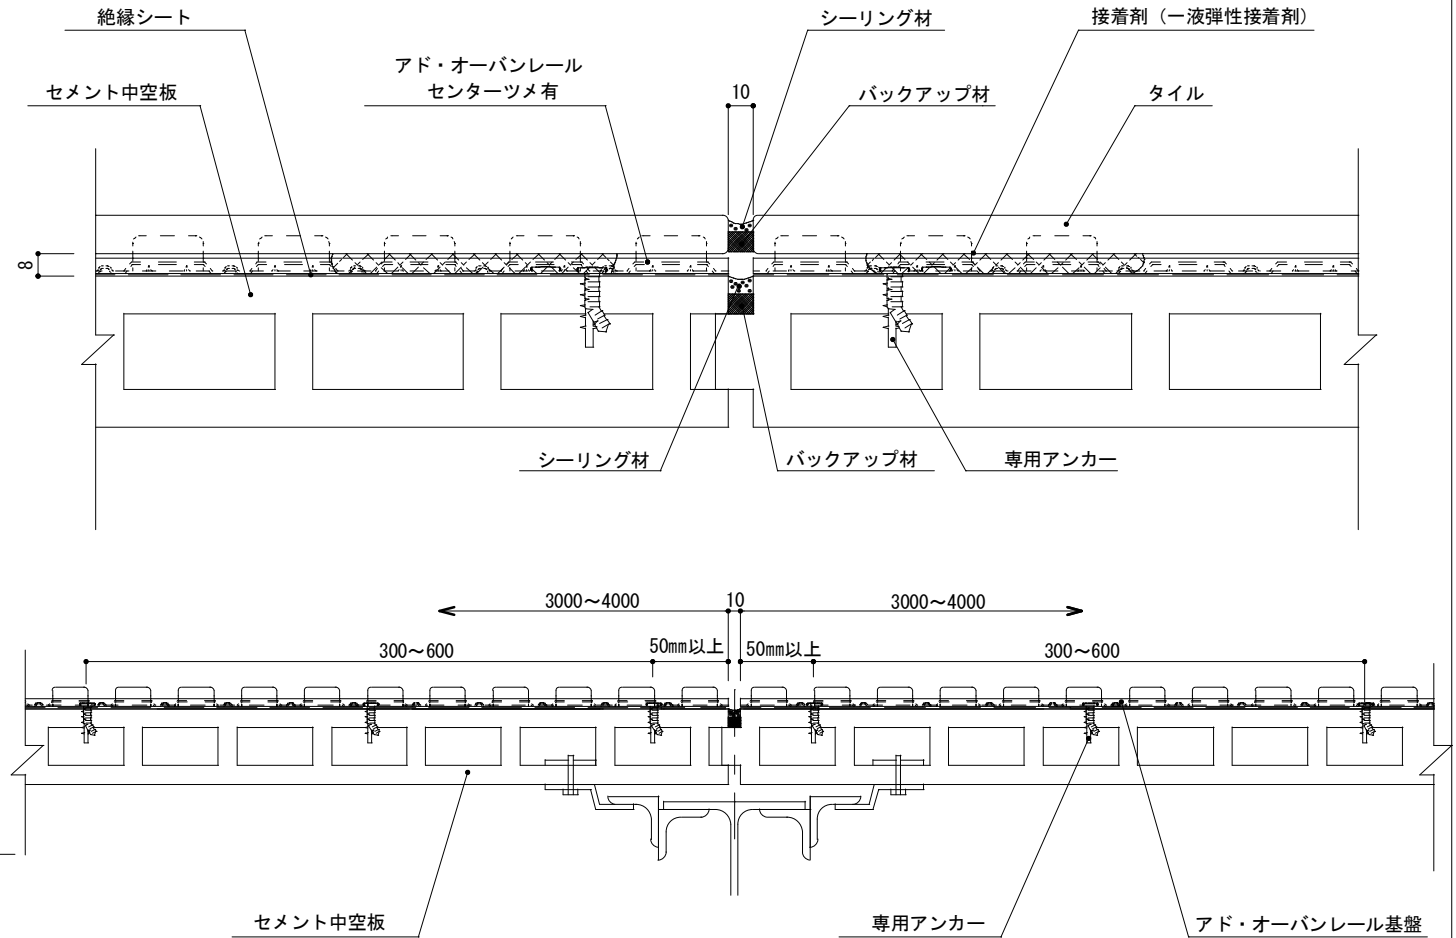 絶縁シート
シーリング材
接着剤（一液弾性接着剤）
アド・オーバンレール
センターツメ有
セメント中空板
10
バックアップ材
タイル
8
シーリング材
バックアップ材
専用アンカー
3000～4000
10
3000～4000
300～600
50㎜以上
50㎜以上
300～600
セメント中空板
専用アンカー
アド・オーバンレール基盤